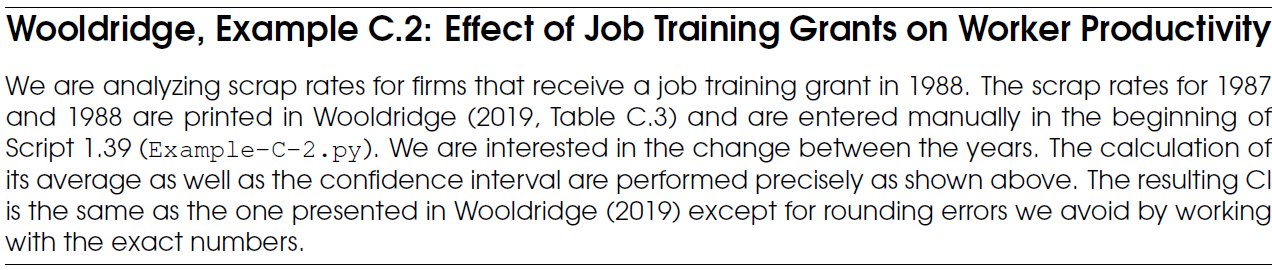 Wooldridge, Example C.2: Effect of Job Training Grants on Worker Productivity
We are analyzing scrap rates for firms that receive a job training grant in 1988. The scrap rates for 1987
and 1988 are printed in Wooldridge (2019, Table C.3) and are entered manually in the beginning of
Script 1.39 (Example-C-2.py). We are interested in the change between the years. The calculation of
its average as well as the confidence interval are performed precisely as shown above. The resulting CI
is the same as the one presented in Wooldridge (2019) except for rounding errors we avoid by working
with the exact numbers.